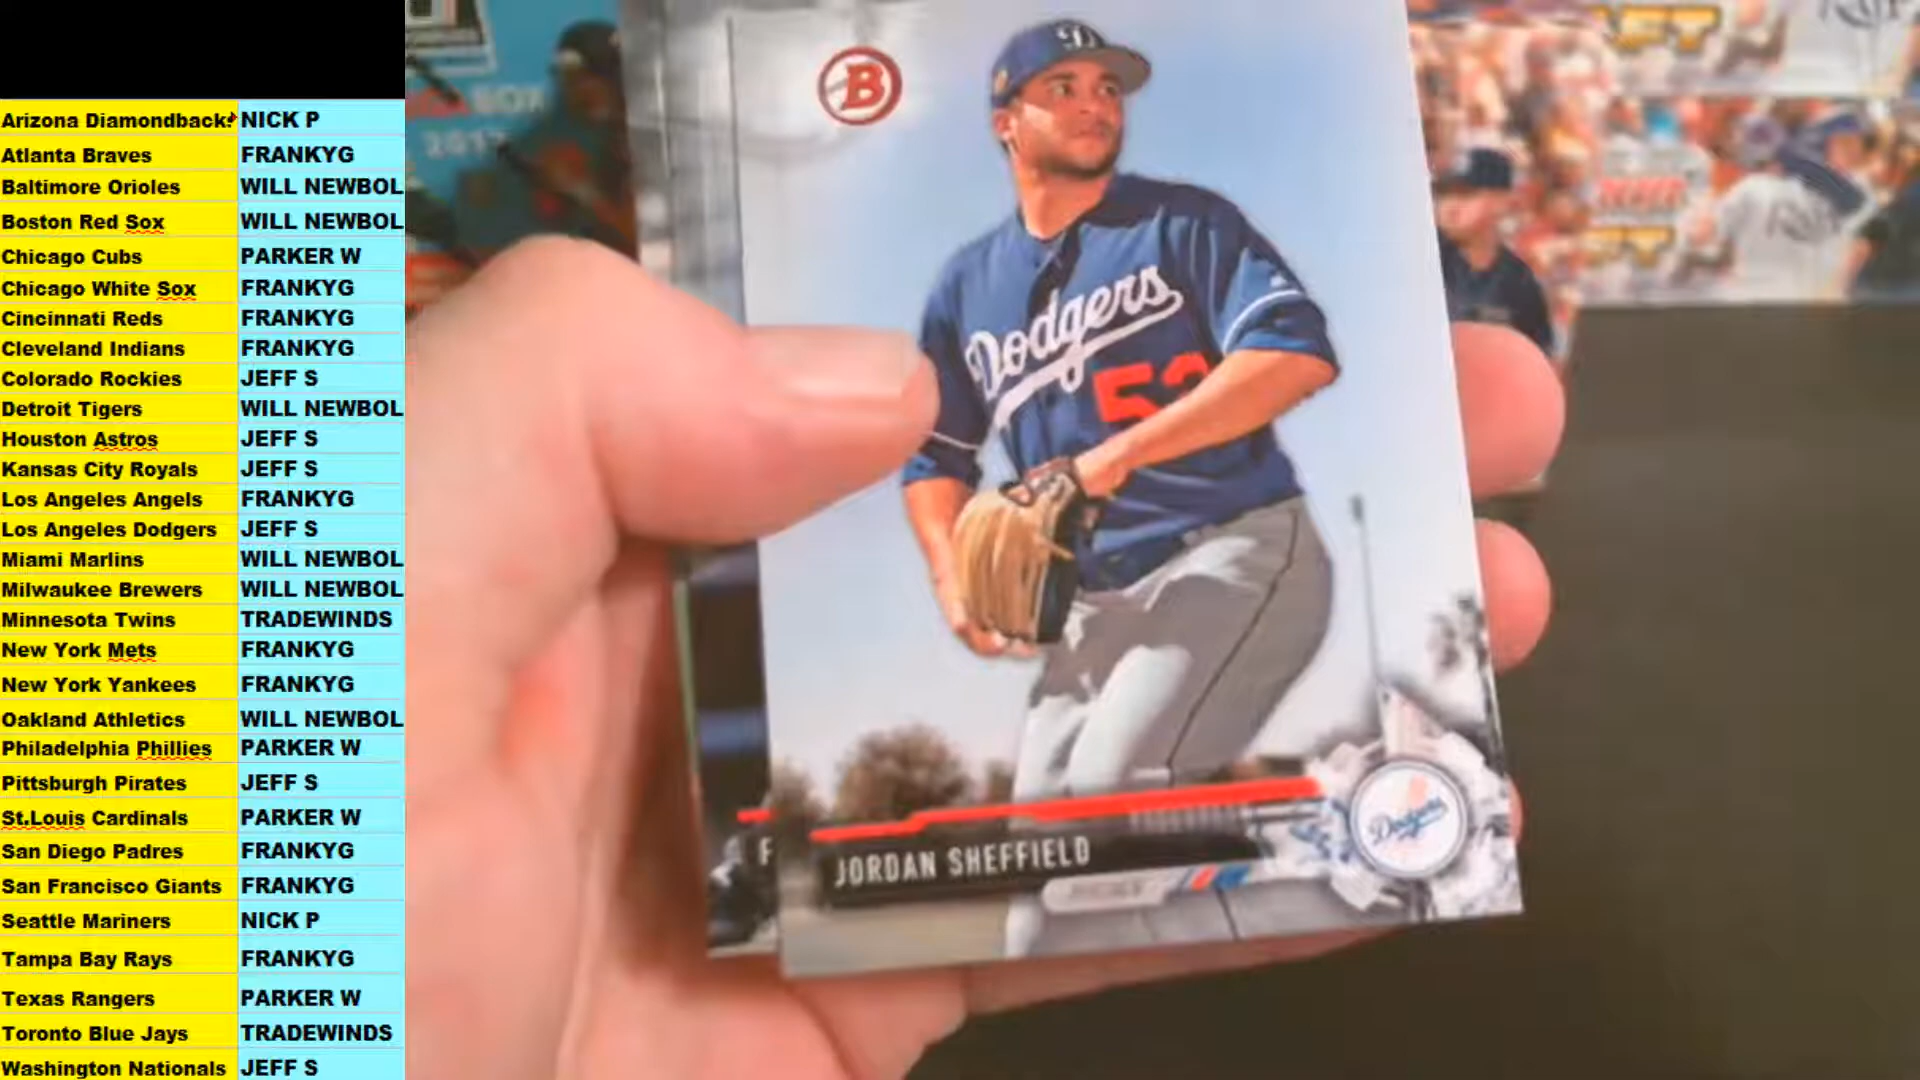 Arizona Diamondback NICK P
Atlanta Braves FRANKYG
Baltimore Orioles WILL NEWBOL
Boston Red Sox WILL NEWBOL
Chicago Cubs PARKER W
Chicago White Sox FRANKYG
Cincinnati Reds FRANKYG
Cleveland Indians FRANKYG
Colorado Rockies JEFF S
Detroit Tigers WILL NEWBOL
Houston Astros JEFF S
Kansas City Royals JEFF S
Los Angeles Angels FRANKYG
Los Angeles Dodgers JEFF S
Miami Marlins WILL NEWBOL
Milwaukee Brewers WILL NEWBOL
Minnesota Twins TRADEWINDS
New York Mets FRANKYG
New York Yankees FRANKYG
Oakland Athletics WILL NEWBOL
Philadelphia Phillies PARKER W
Pittsburgh Pirates JEFF S
St.Louis Cardinals PARKER W
San Diego Padres FRANKYG
San Francisco Giants FRANKYG
Seattle Mariners NICK P
Tampa Bay Rays FRANKYG
Texas Rangers PARKER W
Toronto Blue Jays TRADEWINDS
Washington Nationals JEFF S
BOX
2017
B
D
Dodgers
JORDAN SHEFFIELD
Dodgers
F